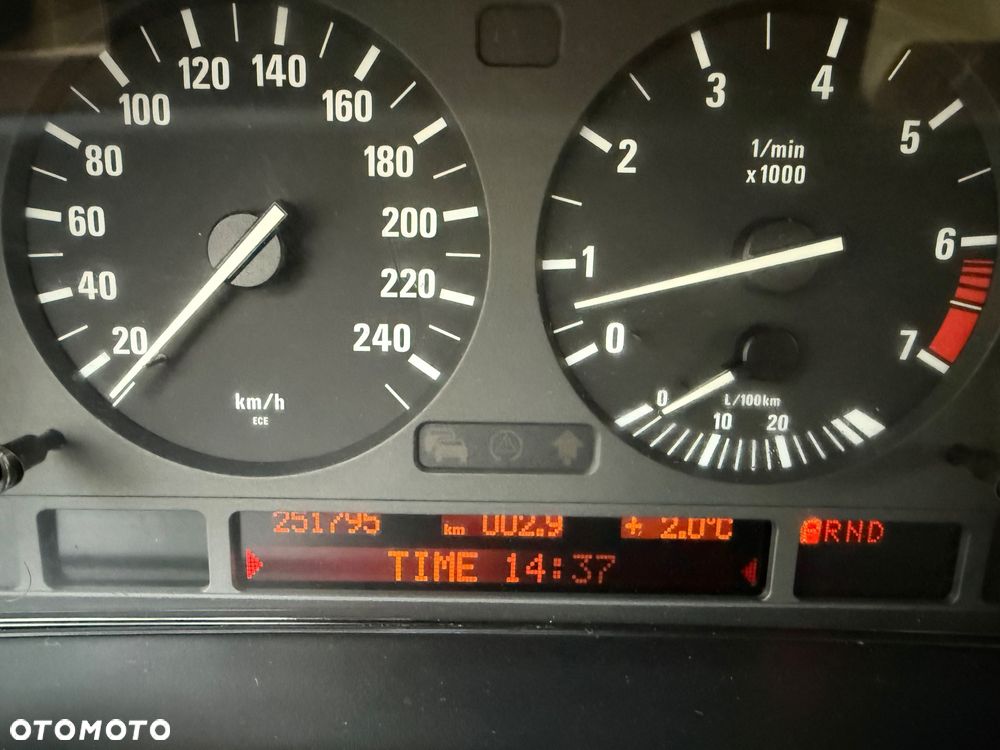 120 140
100 160
80 180
60 200
40 220
20 240
km/h
ECE
3 4
2 5
1/min
x1000
1 6
0 7
0 L/100km
10 20
251795 km 002.9 + 2.0°C
TIME 14:37
RND
OTOMOTO